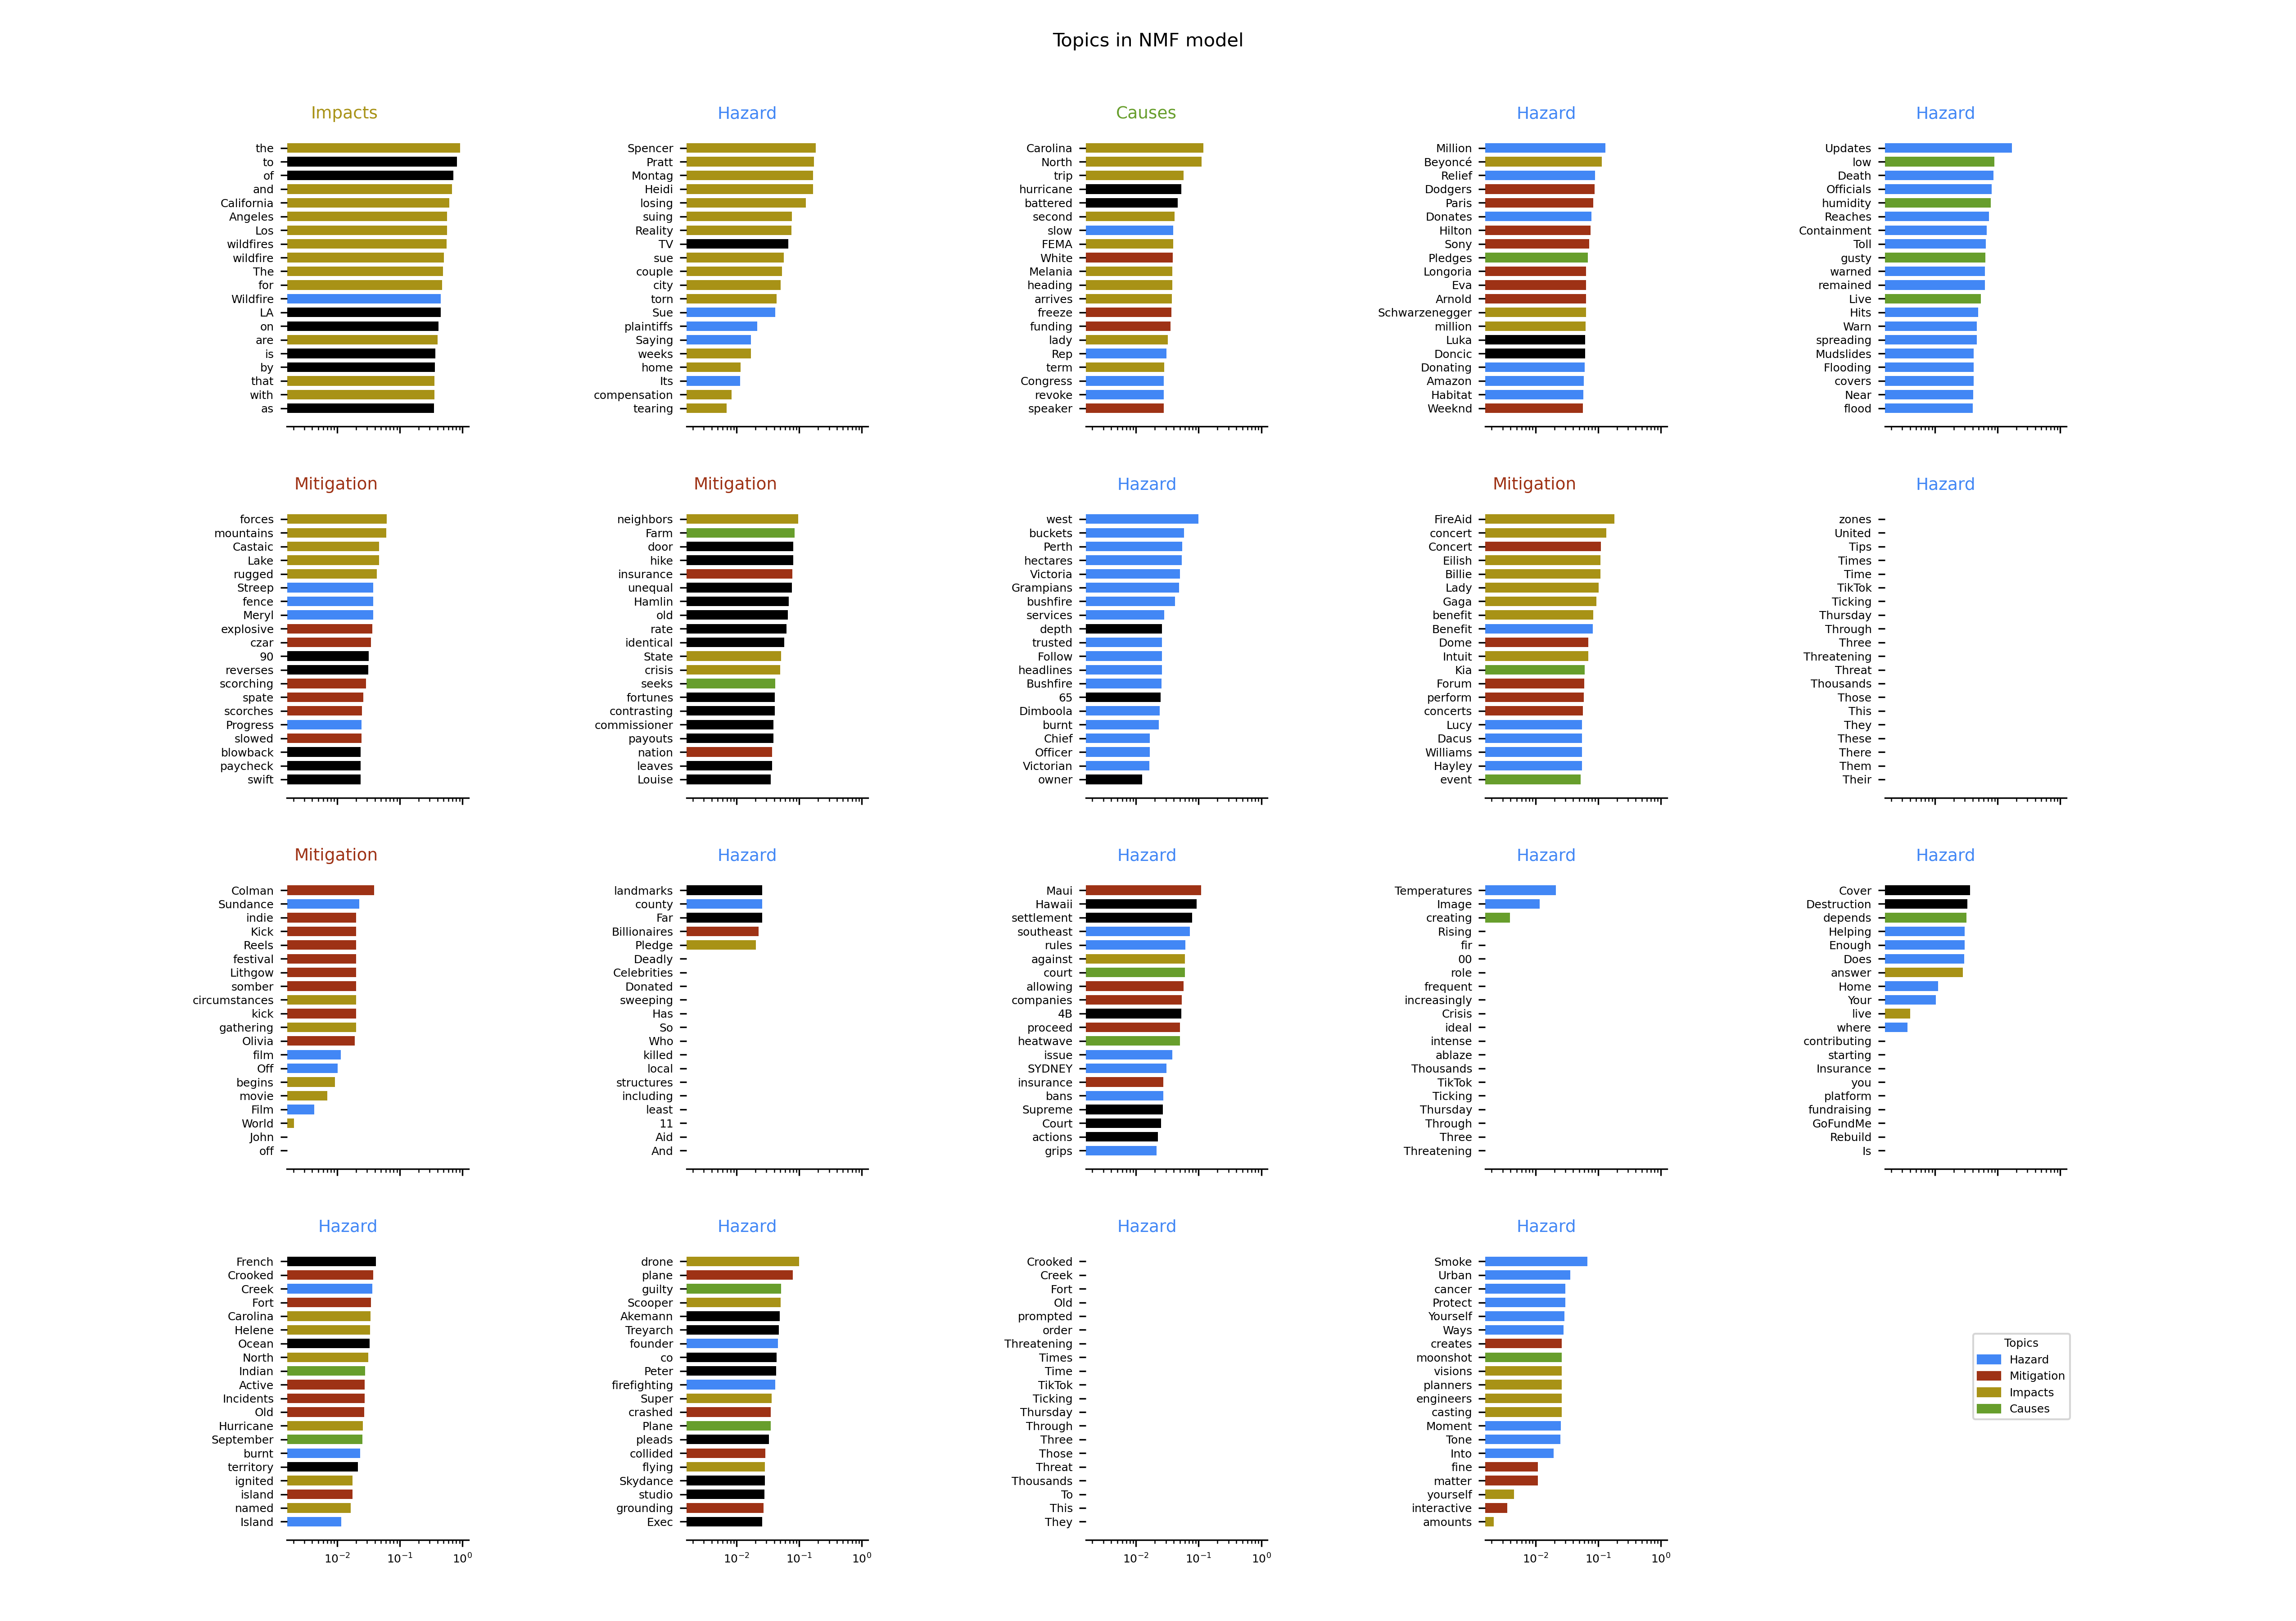 Topics in NMF model
Impacts
the
to
of
and
California
Angeles
Los
wildfires
wildfire
The
for
Wildfire
LA
on
are
is
by
that
with
as
Hazard
Spencer
Pratt
Montag
Heidi
losing
suing
Reality
TV
sue
couple
city
torn
Sue
plaintiffs
Saying
weeks
home
Its
compensation
tearing
Causes
Carolina
North
trip
hurricane
battered
second
slow
FEMA
White
Melania
heading
arrives
freeze
funding
lady
Rep
term
Congress
revoke
speaker
Hazard
Million
Beyoncé
Relief
Dodgers
Paris
Donates
Hilton
Sony
Pledges
Longoria
Eva
Arnold
Schwarzenegger
million
Luka
Doncic
Donating
Amazon
Habitat
Weeknd
Hazard
Updates
low
Death
Officials
humidity
Reaches
Containment
Toll
gusty
warned
remained
Live
Hits
Warn
spreading
Mudslides
Flooding
covers
Near
flood
Mitigation
forces
mountains
Castaic
Lake
rugged
Streep
fence
Meryl
explosive
czar
90
reverses
scorching
spate
scorches
Progress
slowed
blowback
paycheck
swift
Mitigation
neighbors
Farm
door
hike
insurance
unequal
Hamlin
old
rate
identical
State
crisis
seeks
fortunes
contrasting
commissioner
payouts
nation
leaves
Louise
Hazard
west
buckets
Perth
hectares
Victoria
Grampians
bushfire
services
depth
trusted
Follow
headlines
Bushfire
65
Dimboola
burnt
Chief
Officer
Victorian
owner
Mitigation
FireAid
concert
Concert
Eilish
Billie
Lady
Gaga
benefit
Benefit
Dome
Intuit
Kia
Forum
perform
concerts
Lucy
Dacus
Williams
Hayley
event
Hazard
zones
United
Tips
Times
Time
TikTok
Ticking
Thursday
Through
Three
Threatening
Threat
Thousands
Those
This
They
These
There
Them
Their
Mitigation
Colman
Sundance
indie
Kick
Reels
festival
Lithgow
somber
circumstances
kick
gathering
Olivia
film
Off
begins
movie
Film
World
John
off
Hazard
landmarks
county
Far
Billionaires
Pledge
Deadly
Celebrities
Donated
sweeping
Has
So
Who
killed
local
structures
including
least
11
Aid
And
Hazard
Maui
Hawaii
settlement
southeast
rules
against
court
allowing
companies
4B
proceed
heatwave
issue
SYDNEY
insurance
bans
Supreme
Court
actions
grips
Hazard
Temperatures
Image
creating
Rising
fir
00
role
frequent
increasingly
Crisis
ideal
intense
ablaze
Thousands
TikTok
Ticking
Thursday
Through
Three
Threatening
Hazard
Cover
Destruction
depends
Helping
Enough
Does
answer
Home
Your
live
where
contributing
starting
Insurance
you
platform
fundraising
GoFundMe
Rebuild
Is
Hazard
French
Crooked
Creek
Fort
Carolina
Helene
Ocean
North
Indian
Active
Incidents
Old
Hurricane
September
burnt
territory
ignited
island
named
Island
10⁻² 10⁻¹ 10⁰
Hazard
drone
plane
guilty
Scooper
Akemann
Treyarch
founder
co
Peter
firefighting
Super
crashed
Plane
pleads
collided
flying
Skydance
studio
grounding
Exec
10⁻² 10⁻¹ 10⁰
Hazard
Crooked
Creek
Fort
Old
prompted
order
Threatening
Times
Time
TikTok
Ticking
Thursday
Through
Three
Those
Threat
Thousands
To
This
They
10⁻² 10⁻¹ 10⁰
Hazard
Smoke
Urban
cancer
Protect
Yourself
Ways
creates
moonshot
visions
planners
engineers
casting
Moment
Tone
Into
fine
matter
yourself
interactive
amounts
10⁻² 10⁻¹ 10⁰
Topics
Hazard
Mitigation
Impacts
Causes